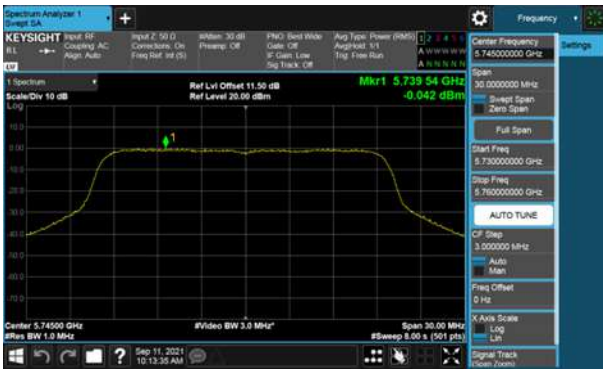 Spectrum Analyzer 1
Swept SA
+
Frequency
KEYSIGHT
Input: RF
Coupling: AC
Align: Auto
Input Z: 50 Ω
Corrections: On
Freq Ref: Int (S)
#Atten: 30 dB
Preamp: Off
PNO: Best Wide
Gate: Off
IF Gain: Low
Sig Track: Off
Avg Type: Power (RMS)
Avg|Hold: 1/1
Trig: Free Run
1 2 3 4 5 6
A W W W W W
A N N N N N
RL
1 Spectrum
Scale/Div 10 dB
Log
Ref Lvl Offset 11.50 dB
Ref Level 20.00 dBm
Mkr1 5.739 54 GHz
-0.042 dBm
10.0
0.00
1
-10.0
-20.0
-30.0
-40.0
-50.0
-60.0
-70.0
Center 5.74500 GHz
#Res BW 1.0 MHz
#Video BW 3.0 MHz*
Span 30.00 MHz
#Sweep 8.00 s (501 pts)
Center Frequency
5.745000000 GHz
Settings
Span
30.0000000 MHz
Swept Span
Zero Span
Full Span
Start Freq
5.730000000 GHz
Stop Freq
5.760000000 GHz
AUTO TUNE
CF Step
3.000000 MHz
Auto
Man
Freq Offset
0 Hz
X Axis Scale
Log
Lin
Signal Track
(Span Zoom)
?
Sep 11, 2021
10:13:35 AM